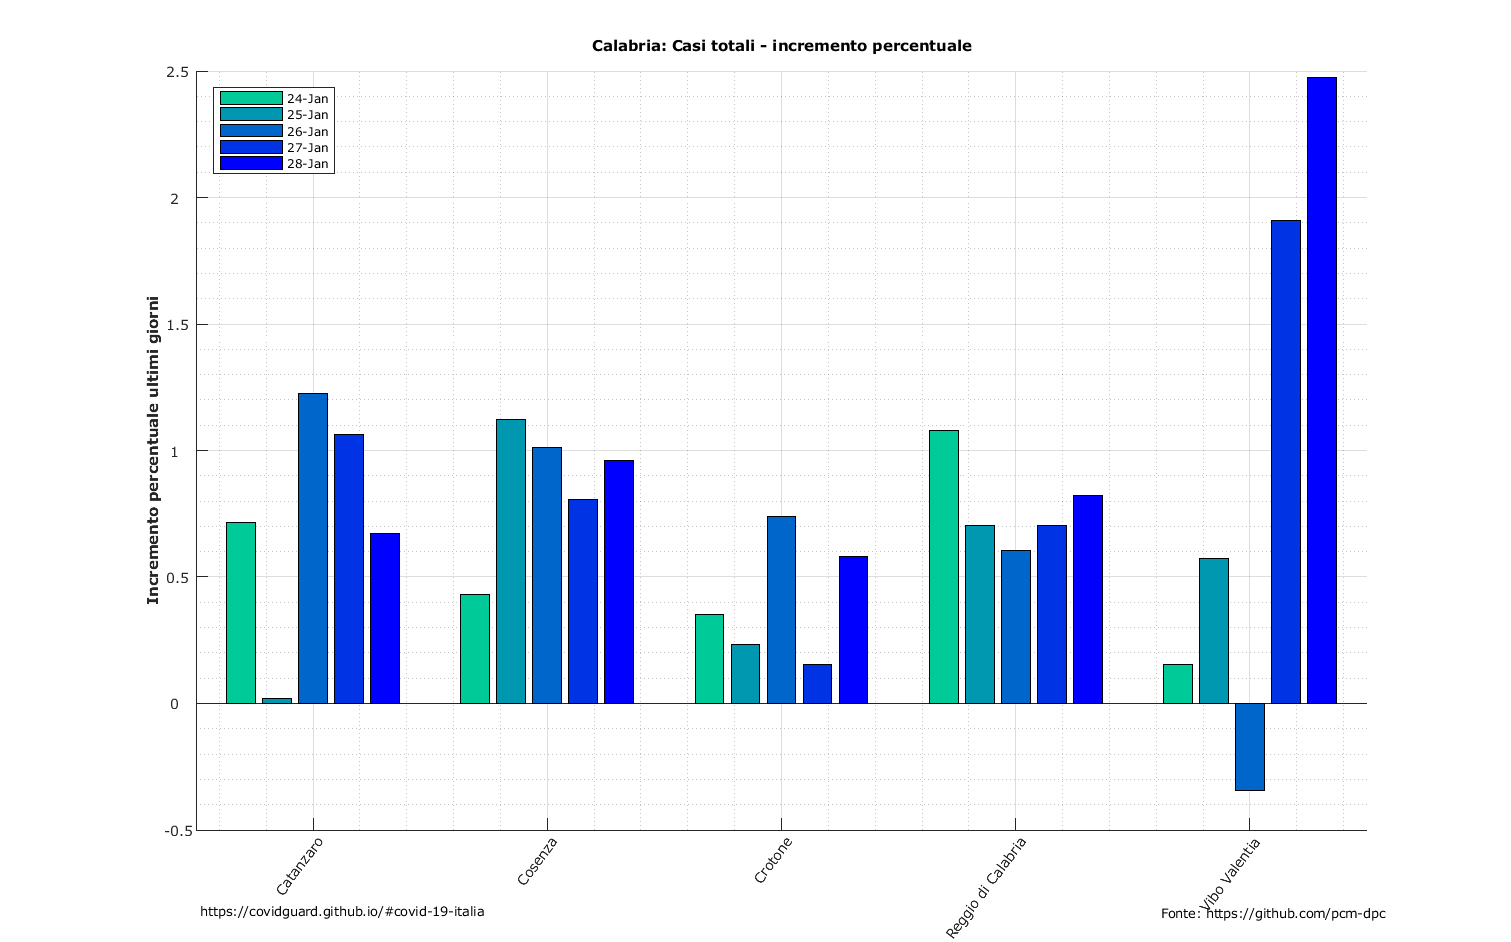 Calabria: Casi totali - incremento percentuale
Incremento percentuale ultimi giorni
2.5
2
1.5
1
0.5
0
-0.5
24-Jan
25-Jan
26-Jan
27-Jan
28-Jan
Catanzaro
Cosenza
Crotone
Reggio di Calabria
Vibo Valentia
https://covidguard.github.io/#covid-19-italia
Fonte: https://github.com/pcm-dpc